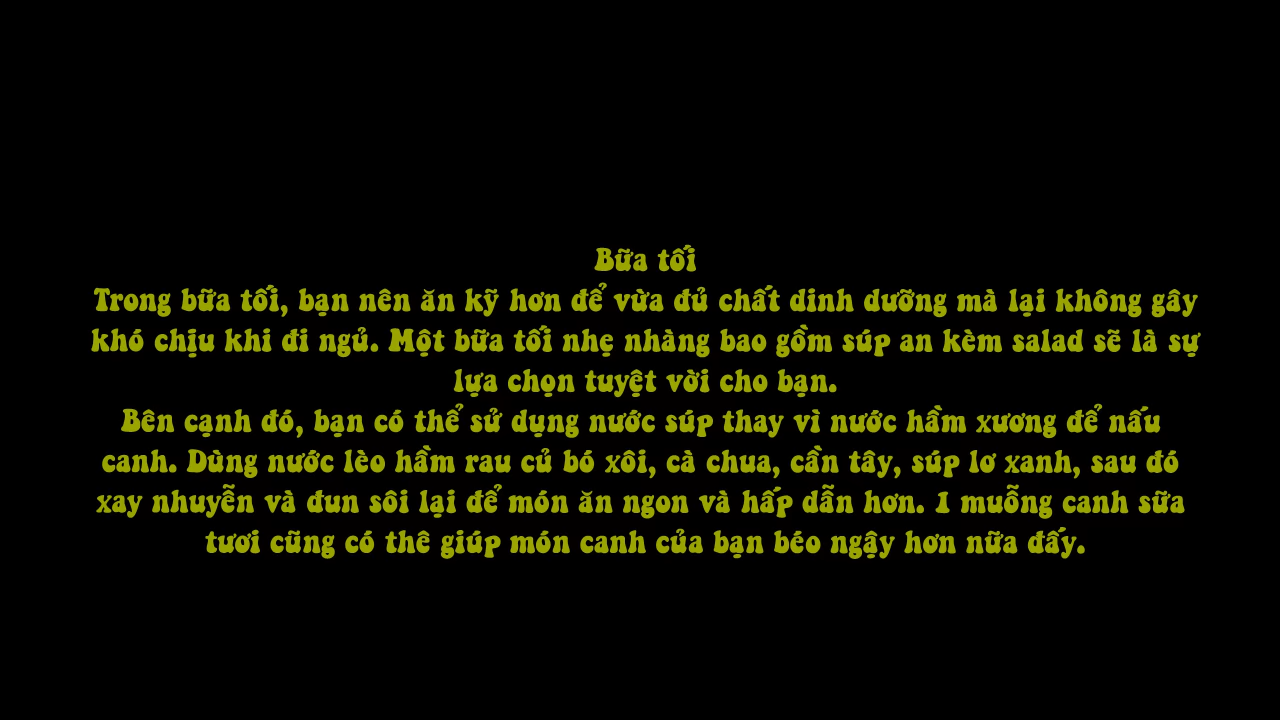 Bữa tối
Trong bữa tối, bạn nên ăn kỹ hơn để vừa đủ chất dinh dưỡng mà lại không gây
khó chịu khi đi ngủ. Một bữa tối nhẹ nhàng bao gồm súp an kèm salad sẽ là sự
lựa chọn tuyệt vời cho bạn.
Bên cạnh đó, bạn có thể sử dụng nước súp thay vì nước hầm xương để nấu
canh. Dùng nước lèo hầm rau củ bó xôi, cà chua, cần tây, súp lơ xanh, sau đó
xay nhuyễn và đun sôi lại để món ăn ngon và hấp dẫn hơn. 1 muỗng canh sữa
tươi cũng có thê giúp món canh của bạn béo ngậy hơn nữa đấy.